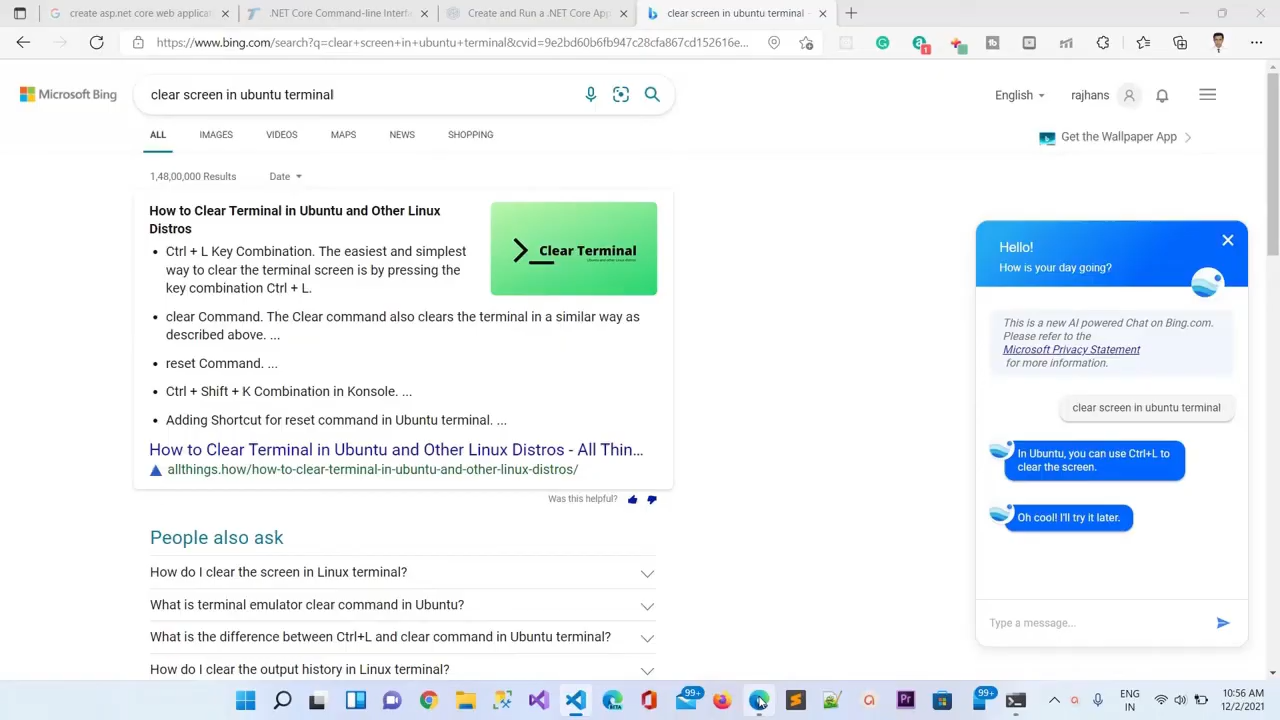 core web applicat
.NET Core Command-line Interf
Create and Run a .NET Core App
clear screen in ubuntu terminal -
https://www.bing.com/search?q=clear+screen+in+ubuntu+terminal&cvid=9e2bd60b6fb947c28cfa867cd152616e...
Microsoft Bing
clear screen in ubuntu terminal
English
rajhans
ALL
IMAGES
VIDEOS
MAPS
NEWS
SHOPPING
Get the Wallpaper App
1,48,00,000 Results
Date
How to Clear Terminal in Ubuntu and Other Linux
Distros
• Ctrl + L Key Combination. The easiest and simplest
way to clear the terminal screen is by pressing the
key combination Ctrl + L.
• clear Command. The Clear command also clears the terminal in a similar way as
described above. ...
• reset Command. ...
• Ctrl + Shift + K Combination in Konsole. ...
• Adding Shortcut for reset command in Ubuntu terminal. ...
Clear Terminal
How to Clear Terminal in Ubuntu and Other Linux Distros - All Thin...
allthings.how/how-to-clear-terminal-in-ubuntu-and-other-linux-distros/
Was this helpful?
People also ask
How do I clear the screen in Linux terminal?
What is terminal emulator clear command in Ubuntu?
What is the difference between Ctrl+L and clear command in Ubuntu terminal?
How do I clear the output history in Linux terminal?
Hello!
How is your day going?
This is a new AI powered Chat on Bing.com.
Please refer to the
Microsoft Privacy Statement
for more information.
clear screen in ubuntu terminal
In Ubuntu, you can use Ctrl+L to
clear the screen.
Oh cool! I'll try it later.
Type a message...
BETA
99+
Pr
99+
ENG
IN
10:56 AM
12/2/2021